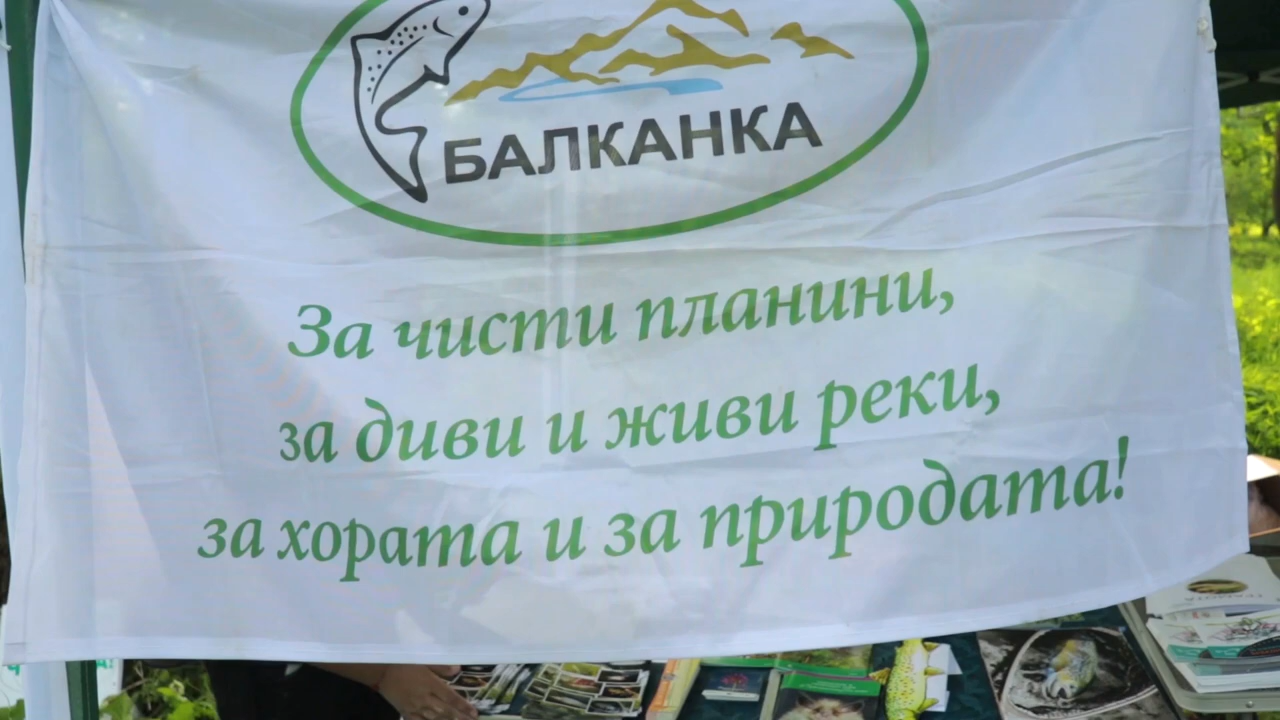 БАЛКАНКА
За чисти планини,
за диви и живи реки,
за хората и за природата!